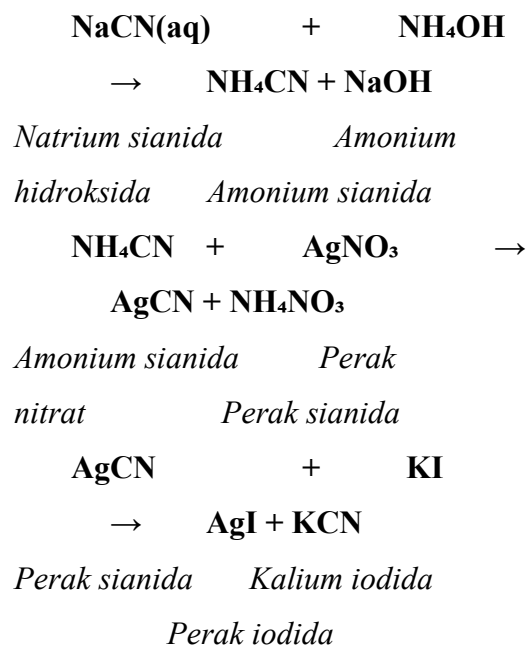 NaCN(aq) + NH₄OH
→ NH₄CN + NaOH
Natrium sianida Amonium
hidroksida Amonium sianida
NH₄CN + AgNO₃ →
AgCN + NH₄NO₃
Amonium sianida Perak
nitrat Perak sianida
AgCN + KI
→ AgI + KCN
Perak sianida Kalium iodida
Perak iodida